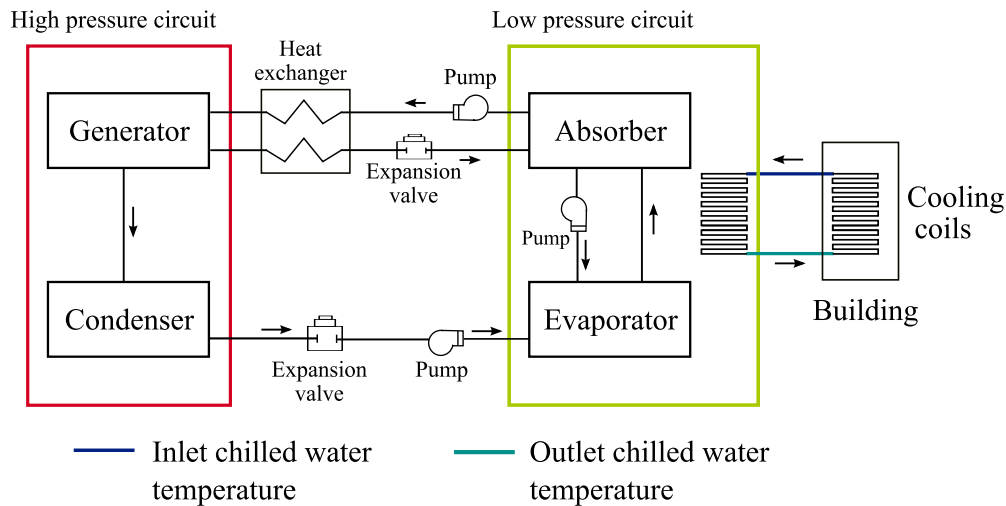 High pressure circuit
Low pressure circuit
Heat
exchanger
Pump
Generator
Absorber
Expansion
valve
Cooling
coils
Pump
Condenser
Evaporator
Building
Expansion
valve
Pump
Inlet chilled water
temperature
Outlet chilled water
temperature